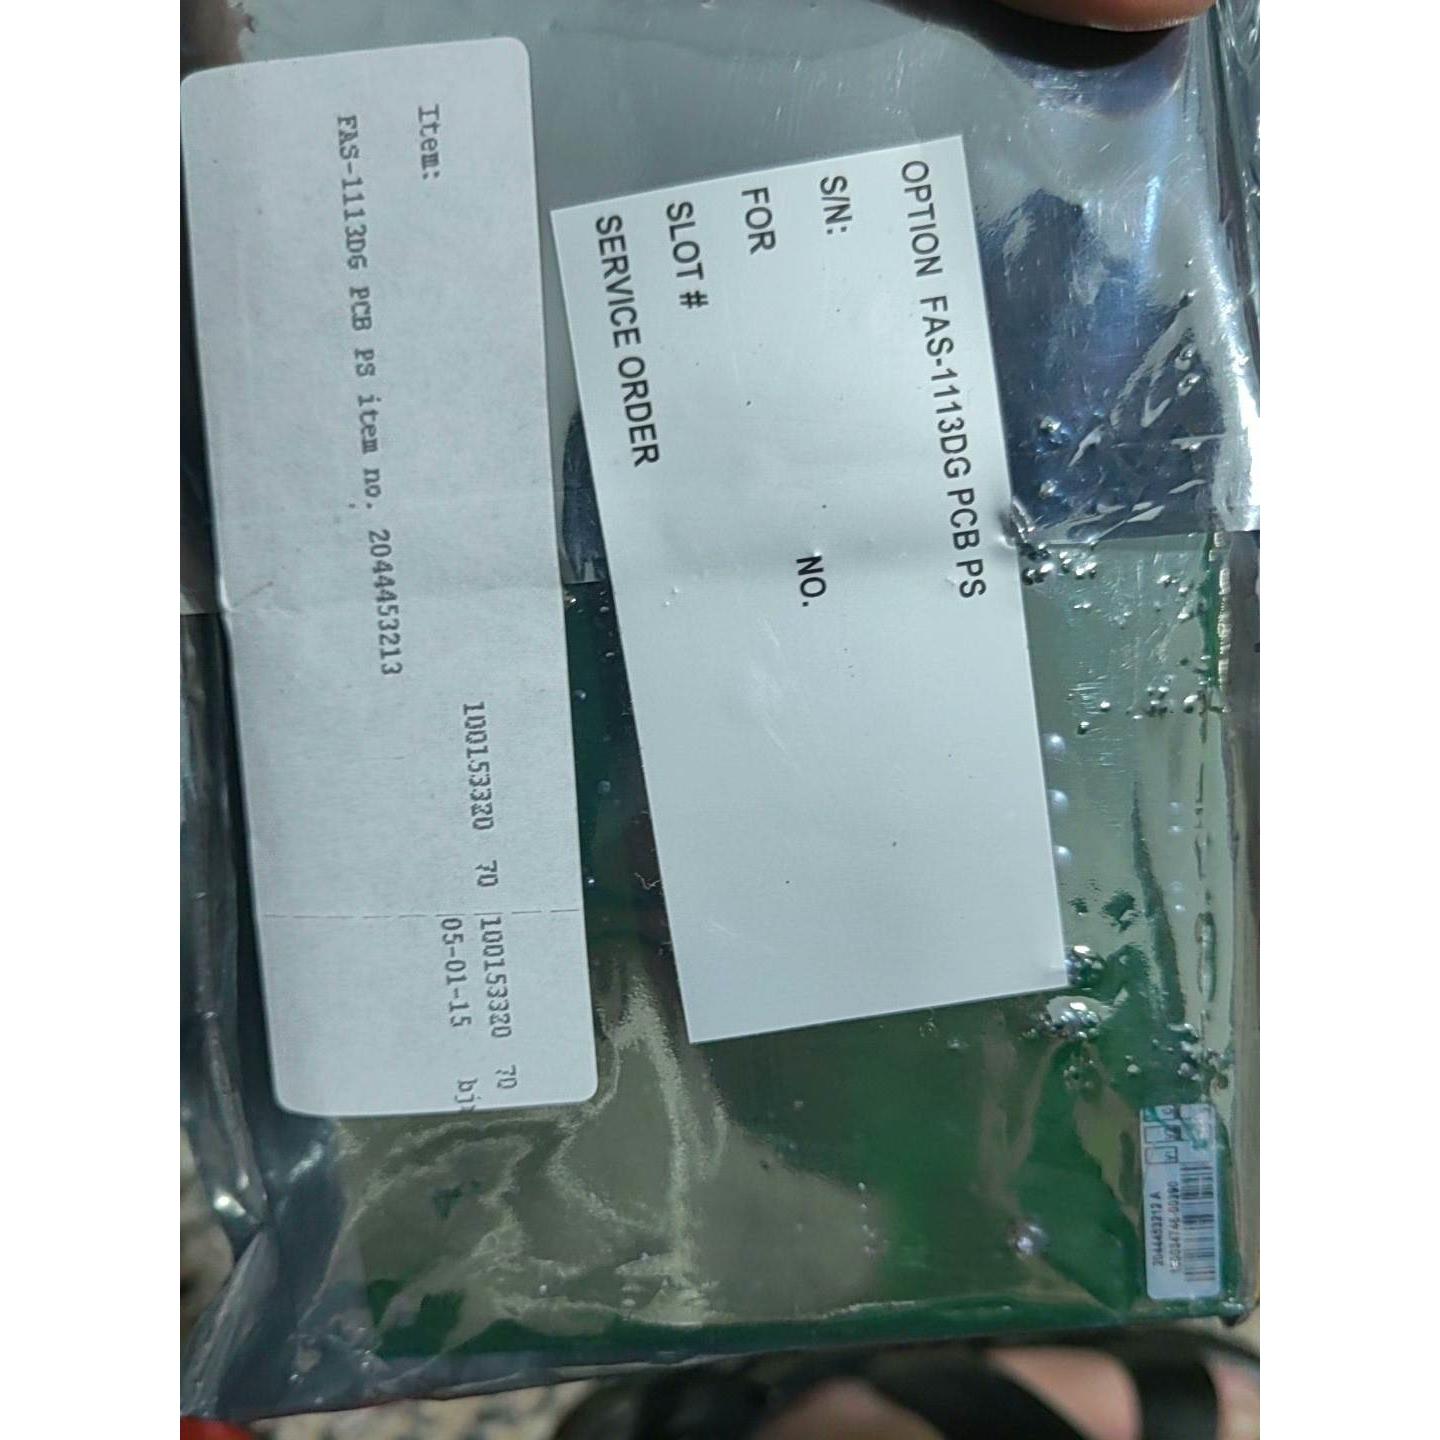 OPTION FAS-1113DG PCB PS
S/N:
FOR NO.
SLOT #
SERVICE ORDER
100153320 70 100153320 70
05-01-15
Item:
FAS-1113DG PCB PS item no. 2044453213